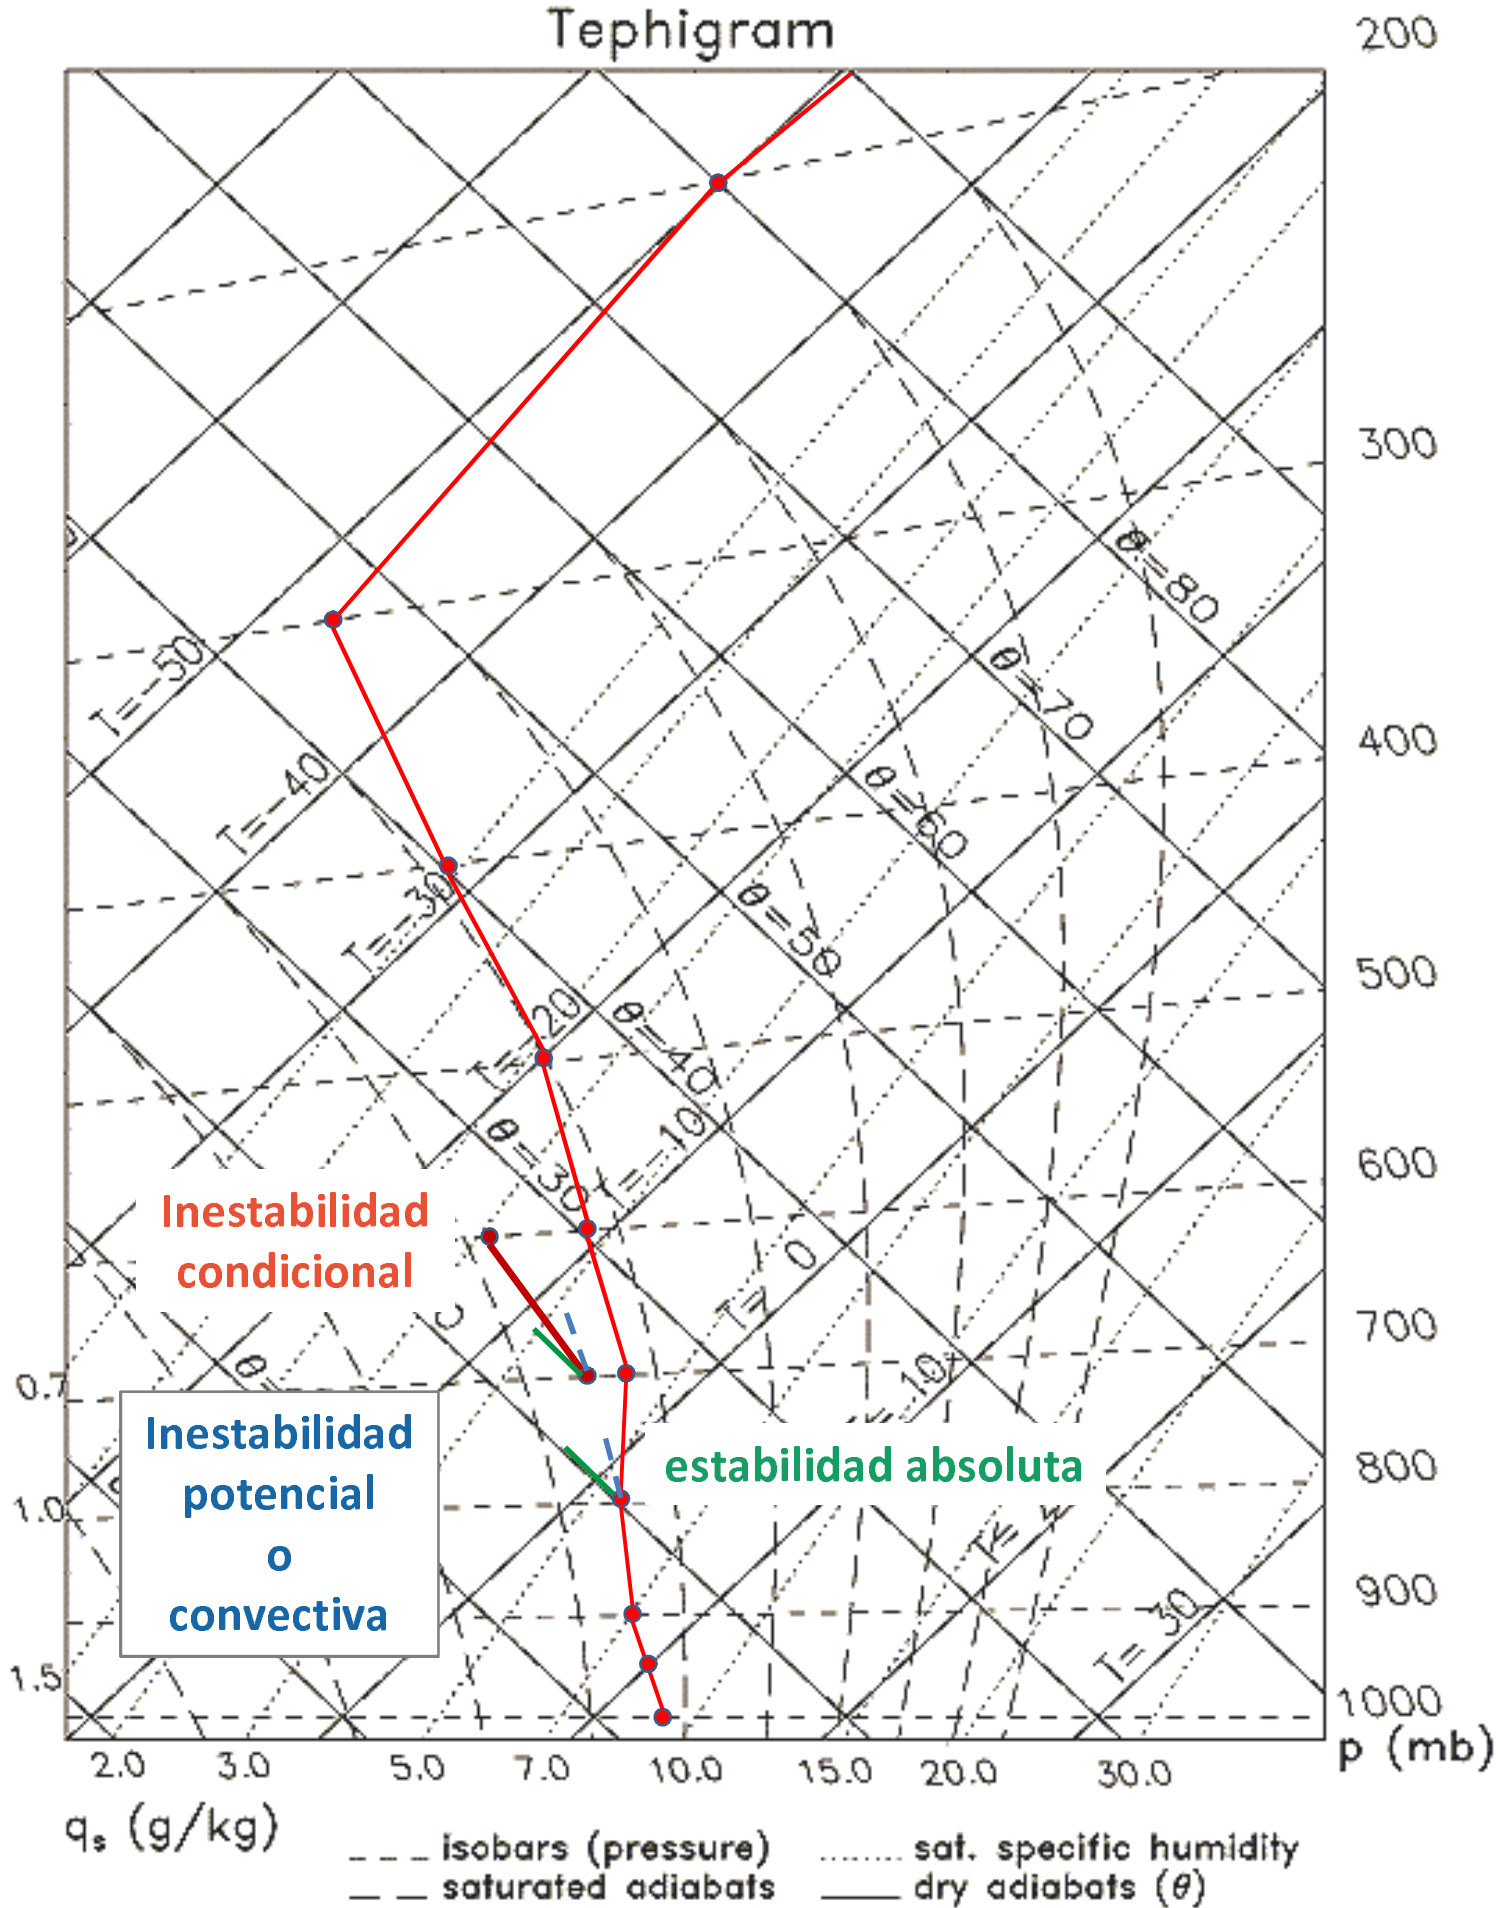 Tephigram
200
300
θ=80
T=-50
θ=70
400
T=-40
θ=60
T=-30
θ=50
500
T=-20
θ=40
θ=30
T=-10
600
Inestabilidad
condicional
T= 0
700
0.7
θ=
10
Inestabilidad
potencial
o
convectiva
estabilidad absoluta
800
1.0
T=
900
T= 30
1.5
1000
p (mb)
2.0 3.0 5.0 7.0 10.0 15.0 20.0 30.0
qs (g/kg)
isobars (pressure) sat. specific humidity
saturated adiabats dry adiabats (θ)